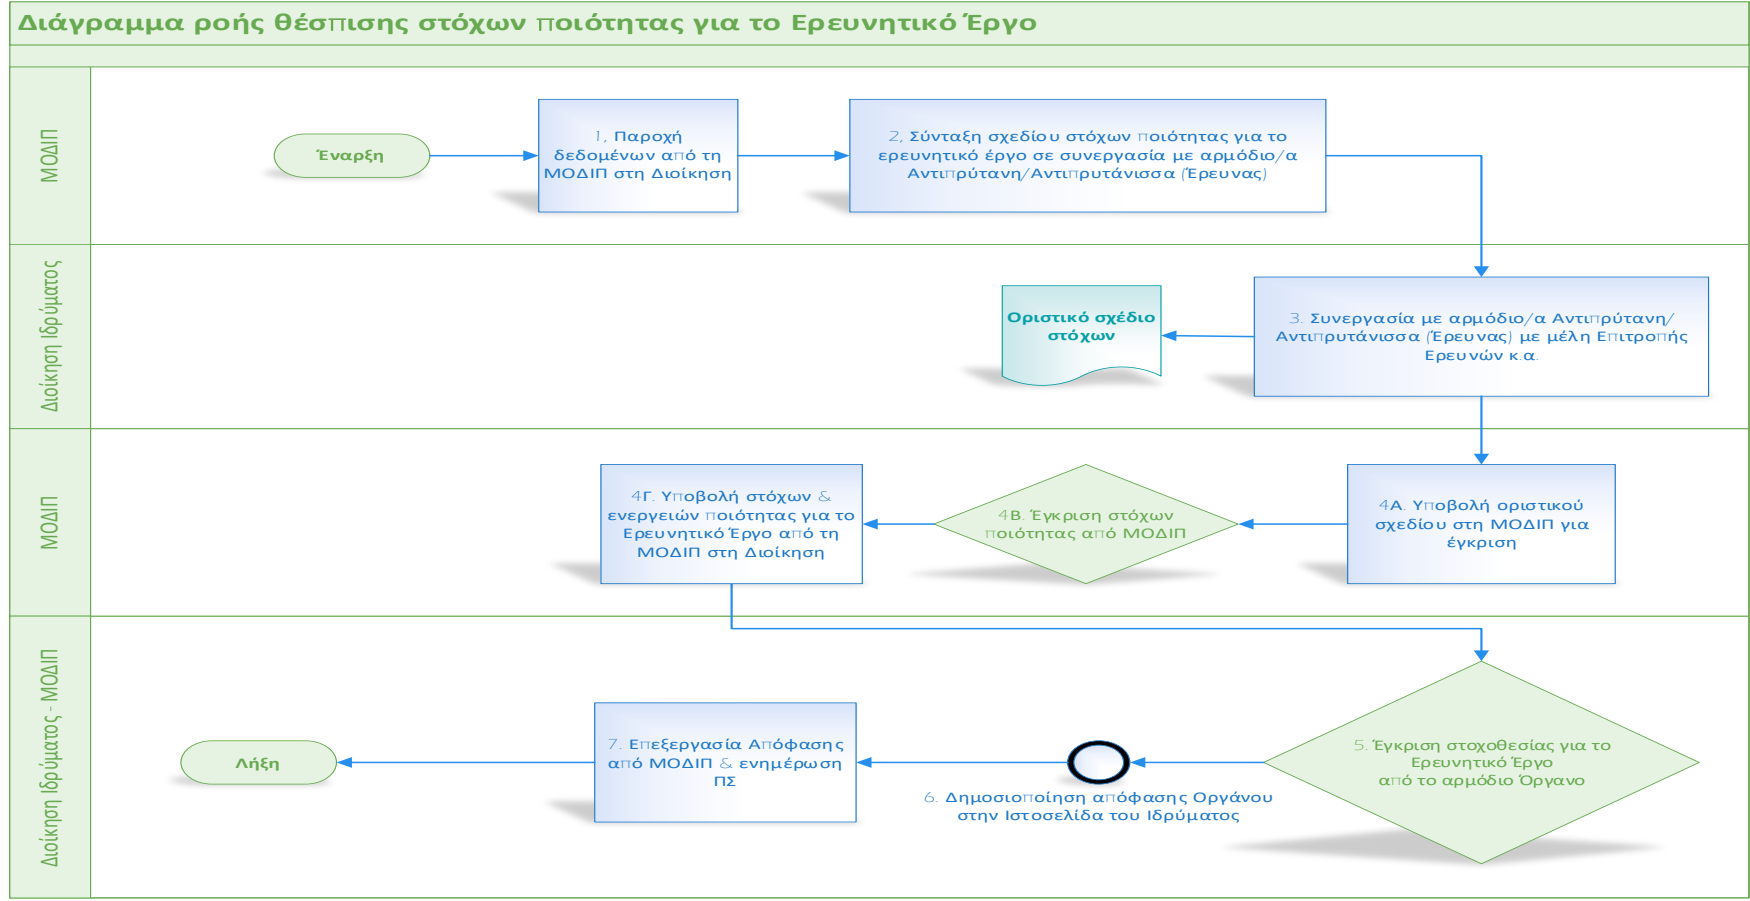 Διάγραμμα ροής θέσπισης στόχων ποιότητας για το Ερευνητικό Έργο
ΜΟΔΙΠ
Έναρξη
1, Παροχή
δεδομένων από τη
ΜΟΔΙΠ στη Διοίκηση
2, Σύνταξη σχεδίου στόχων ποιότητας για το
ερευνητικό έργο σε συνεργασία με αρμόδιο/α
Αντιπρύτανη/Αντιπρυτάνισσα (Έρευνας)
Διοίκηση Ιδρύματος
Οριστικό σχέδιο
στόχων
3. Συνεργασία με αρμόδιο/α Αντιπρύτανη/
Αντιπρυτάνισσα (Έρευνας) με μέλη Επιτροπής
Ερευνών κ.α.
ΜΟΔΙΠ
4Γ. Υποβολή στόχων &
ενεργειών ποιότητας για το
Ερευνητικό Έργο από τη
ΜΟΔΙΠ στη Διοίκηση
4Β. Έγκριση στόχων
ποιότητας από ΜΟΔΙΠ
4Α. Υποβολή οριστικού
σχεδίου στη ΜΟΔΙΠ για
έγκριση
Διοίκηση Ιδρύματος - ΜΟΔΙΠ
Λήξη
7. Επεξεργασία Απόφασης
από ΜΟΔΙΠ & ενημέρωση
ΠΣ
6. Δημοσιοποίηση απόφασης Οργάνου
στην Ιστοσελίδα του Ιδρύματος
5. Έγκριση στοχοθεσίας για το
Ερευνητικό Έργο
από το αρμόδιο Όργανο